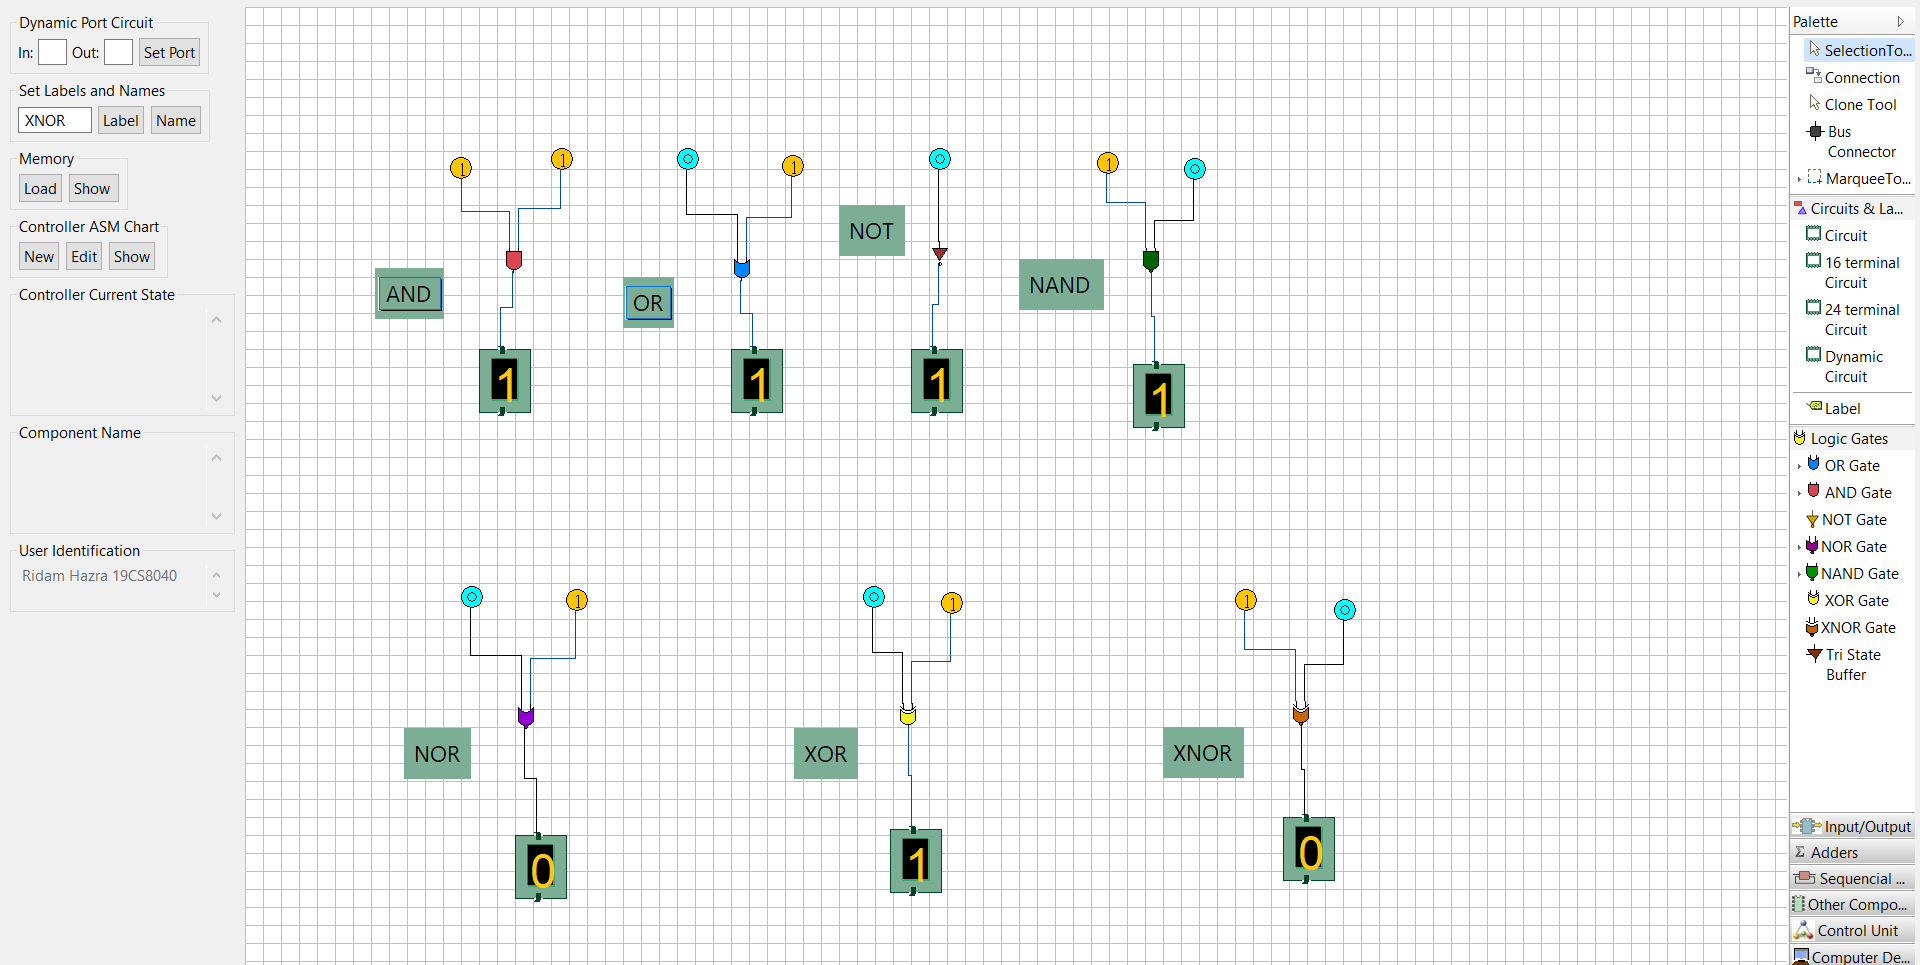 Dynamic Port Circuit
In: Out: Set Port
Set Labels and Names
XNOR Label Name
Memory
Load Show
Controller ASM Chart
New Edit Show
Controller Current State
Component Name
User Identification
Ridam Hazra 19CS8040
1 1 0 1 0 1 0
AND
OR
NOT
NAND
1 1 1 1
0 1 0 1 1 0
NOR
XOR
XNOR
0 1 0
Palette
SelectionTo...
Connection
Clone Tool
Bus
Connector
MarqueeTo...
Circuits & La...
Circuit
16 terminal
Circuit
24 terminal
Circuit
Dynamic
Circuit
Label
Logic Gates
OR Gate
AND Gate
NOT Gate
NOR Gate
NAND Gate
XOR Gate
XNOR Gate
Tri State
Buffer
Input/Output
Σ Adders
Sequential ...
Other Compo...
Control Unit
Computer De...